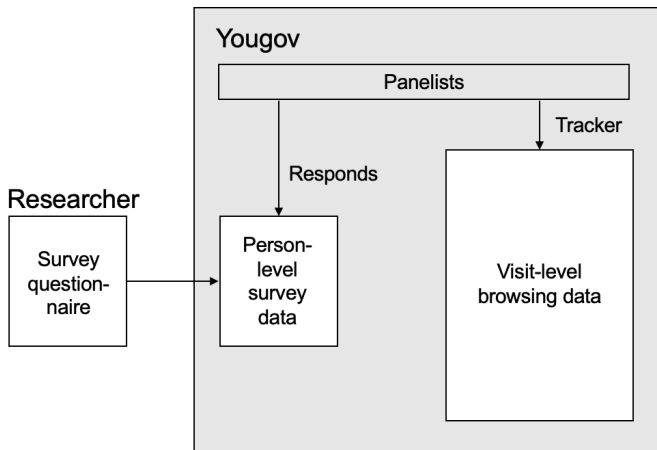 Yougov
Panelists
Tracker
Responds
Researcher
Survey
question-
naire
Person-
level
survey
data
Visit-level
browsing data